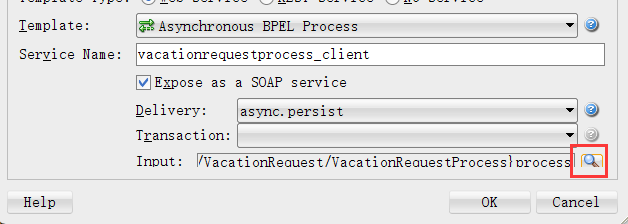 Template: Asynchronous BPEL Process
Service Name: vacationrequestprocess_client
Expose as a SOAP service
Delivery: async.persist
Transaction:
Input: /VacationRequest/VacationRequestProcess}process
Help OK Cancel